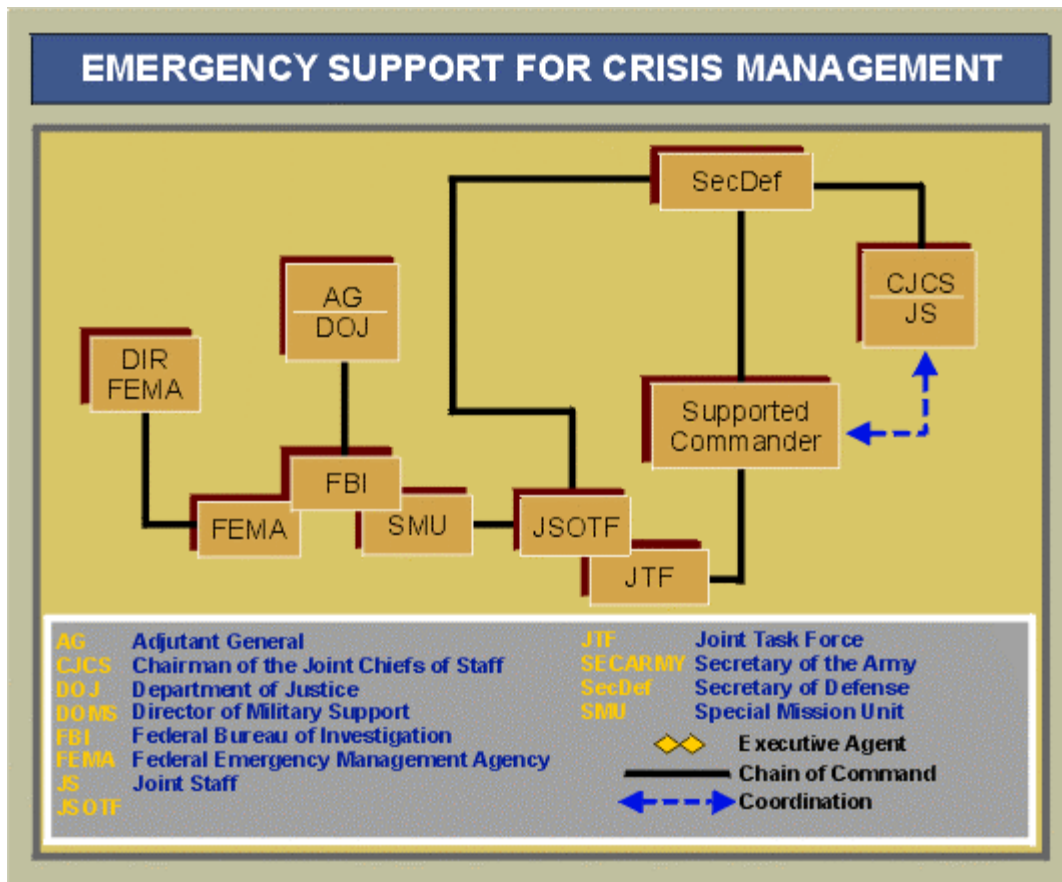 EMERGENCY SUPPORT FOR CRISIS MANAGEMENT
SecDef
CJCS
JS
AG
DOJ
DIR
FEMA
Supported
Commander
FBI
FEMA
SMU
JSOTF
JTF
AG Adjutant General
CJCS Chairman of the Joint Chiefs of Staff
DOJ Department of Justice
DOMS Director of Military Support
FBI Federal Bureau of Investigation
FEMA Federal Emergency Management Agency
JS Joint Staff
JSOTF
JTF Joint Task Force
SECARMY Secretary of the Army
SecDef Secretary of Defense
SMU Special Mission Unit
Executive Agent
Chain of Command
Coordination